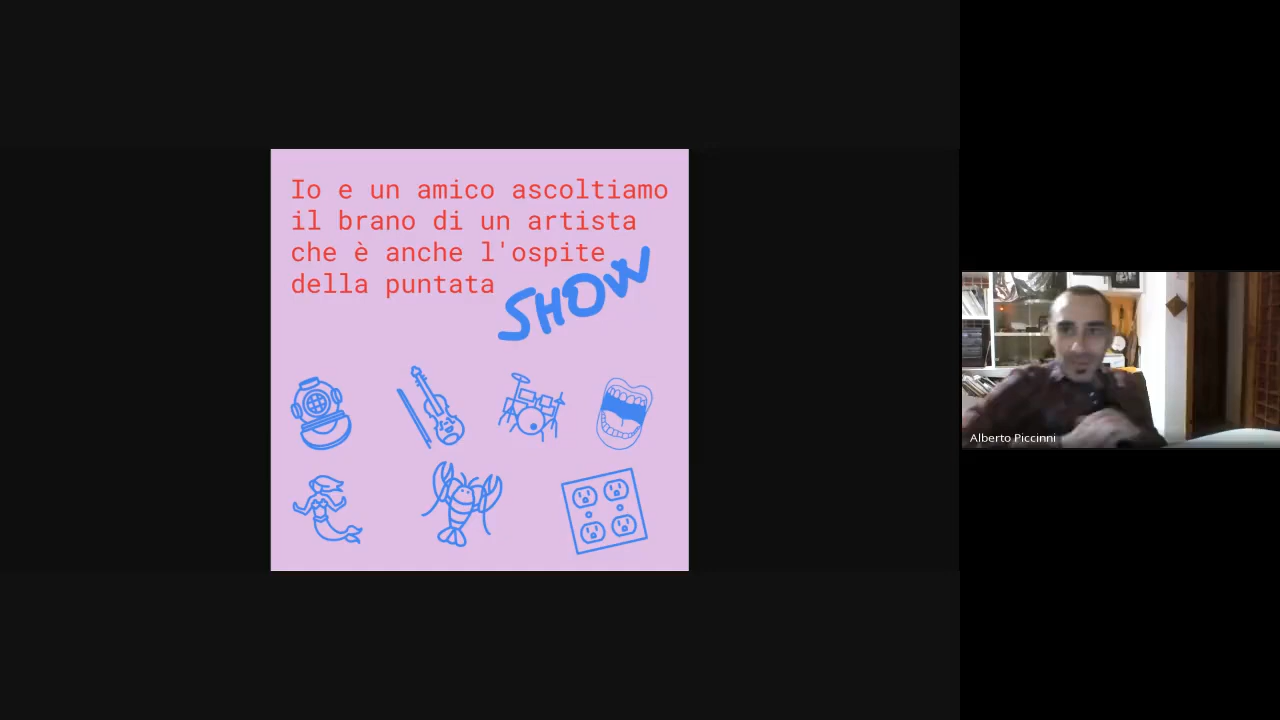 Io e un amico ascoltiamo
il brano di un artista
che è anche l'ospite
della puntata
SHOW
Alberto Piccinni